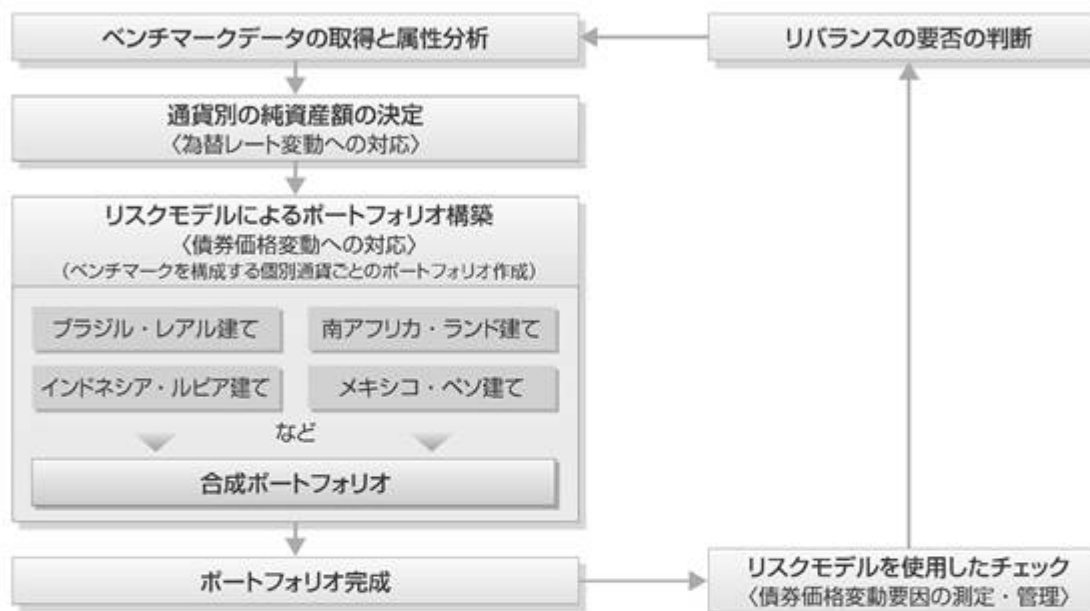 ベンチマークデータの取得と属性分析
リバランスの要否の判断
通貨別の純資産額の決定
〈為替レート変動への対応〉
リスクモデルによるポートフォリオ構築
〈債券価格変動への対応〉
（ベンチマークを構成する個別通貨ごとのポートフォリオ作成）
ブラジル・レアル建て
南アフリカ・ランド建て
インドネシア・ルピア建て
メキシコ・ペソ建て
など
合成ポートフォリオ
ポートフォリオ完成
リスクモデルを使用したチェック
〈債券価格変動要因の測定・管理〉